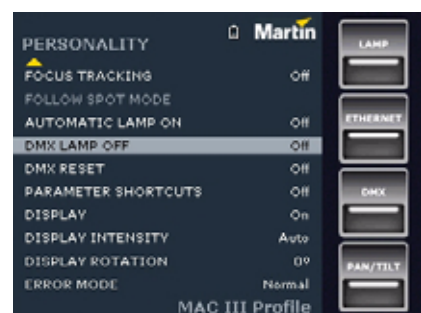 Martin
PERSONALITY
FOCUS TRACKING Off
FOLLOW SPOT MODE
AUTOMATIC LAMP ON Off
DMX LAMP OFF Off
DMX RESET Off
PARAMETER SHORTCUTS Off
DISPLAY On
DISPLAY INTENSITY Auto
DISPLAY ROTATION 0°
ERROR MODE Normal
MAC III Profile
LAMP
ETHERNET
DMX
PAN/TILT